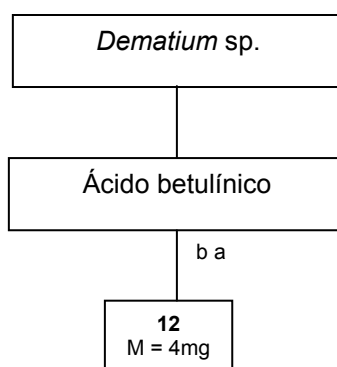 Dematium sp.
Ácido betulínico
b a
12
M = 4mg